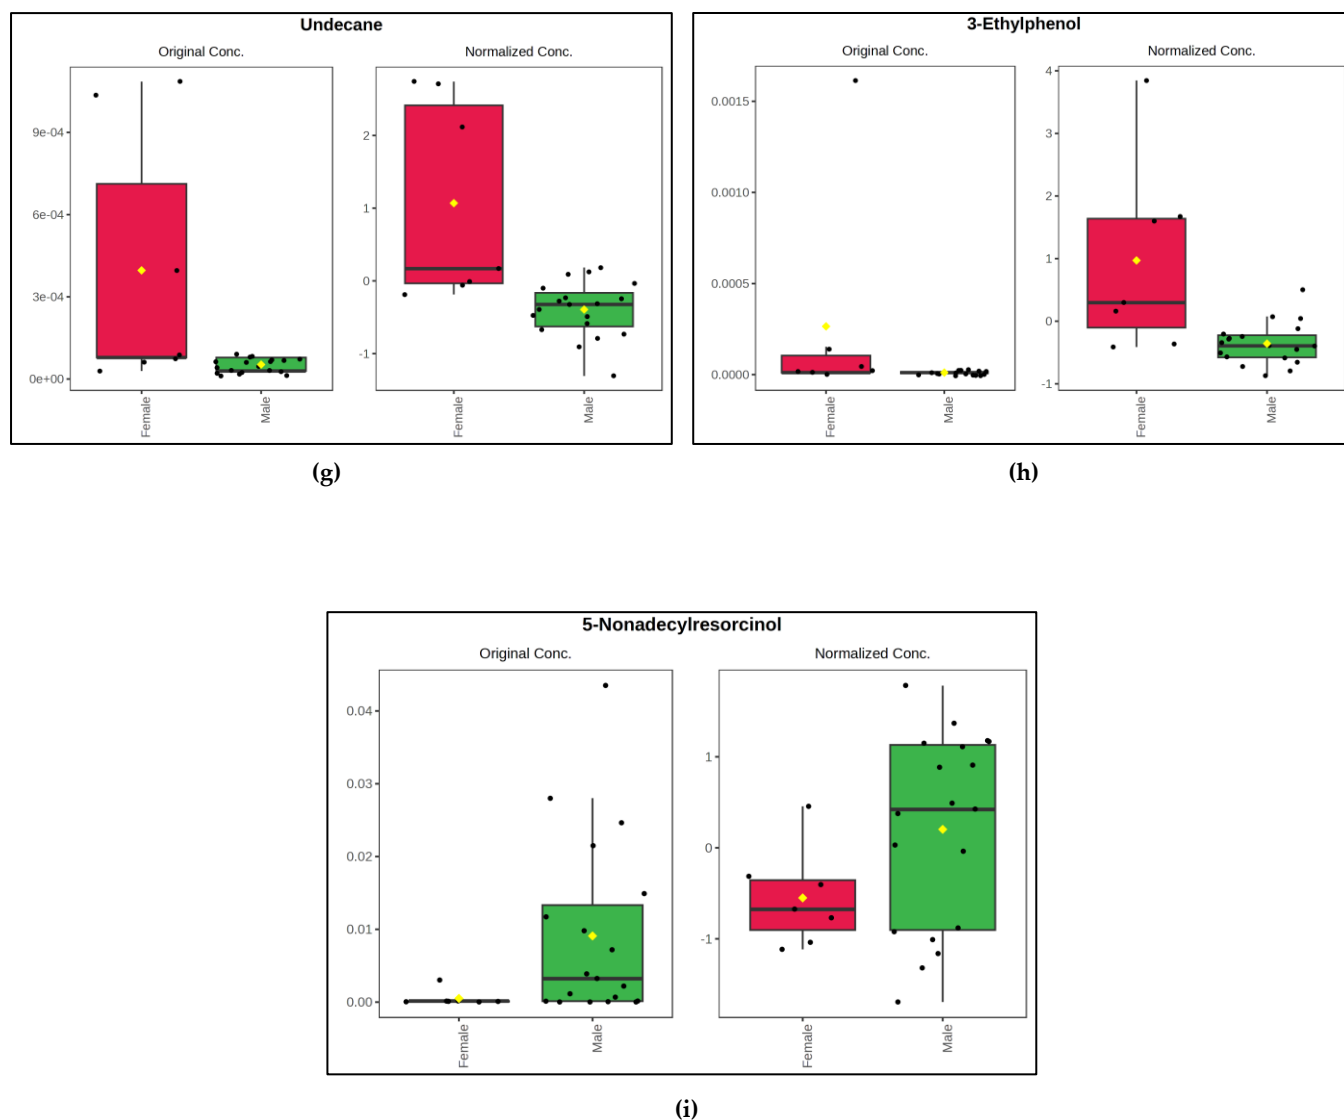 Undecane
Original Conc.
Normalized Conc.
9e-04
6e-04
3e-04
0e+00
2
1
0
-1
Female
Male
Female
Male
(g)
3-Ethylphenol
Original Conc.
Normalized Conc.
0.0015
0.0010
0.0005
0.0000
4
3
2
1
0
-1
Female
Male
Female
Male
(h)
5-Nonadecylresorcinol
Original Conc.
Normalized Conc.
0.04
0.03
0.02
0.01
0.00
1
0
-1
Female
Male
Female
Male
(i)